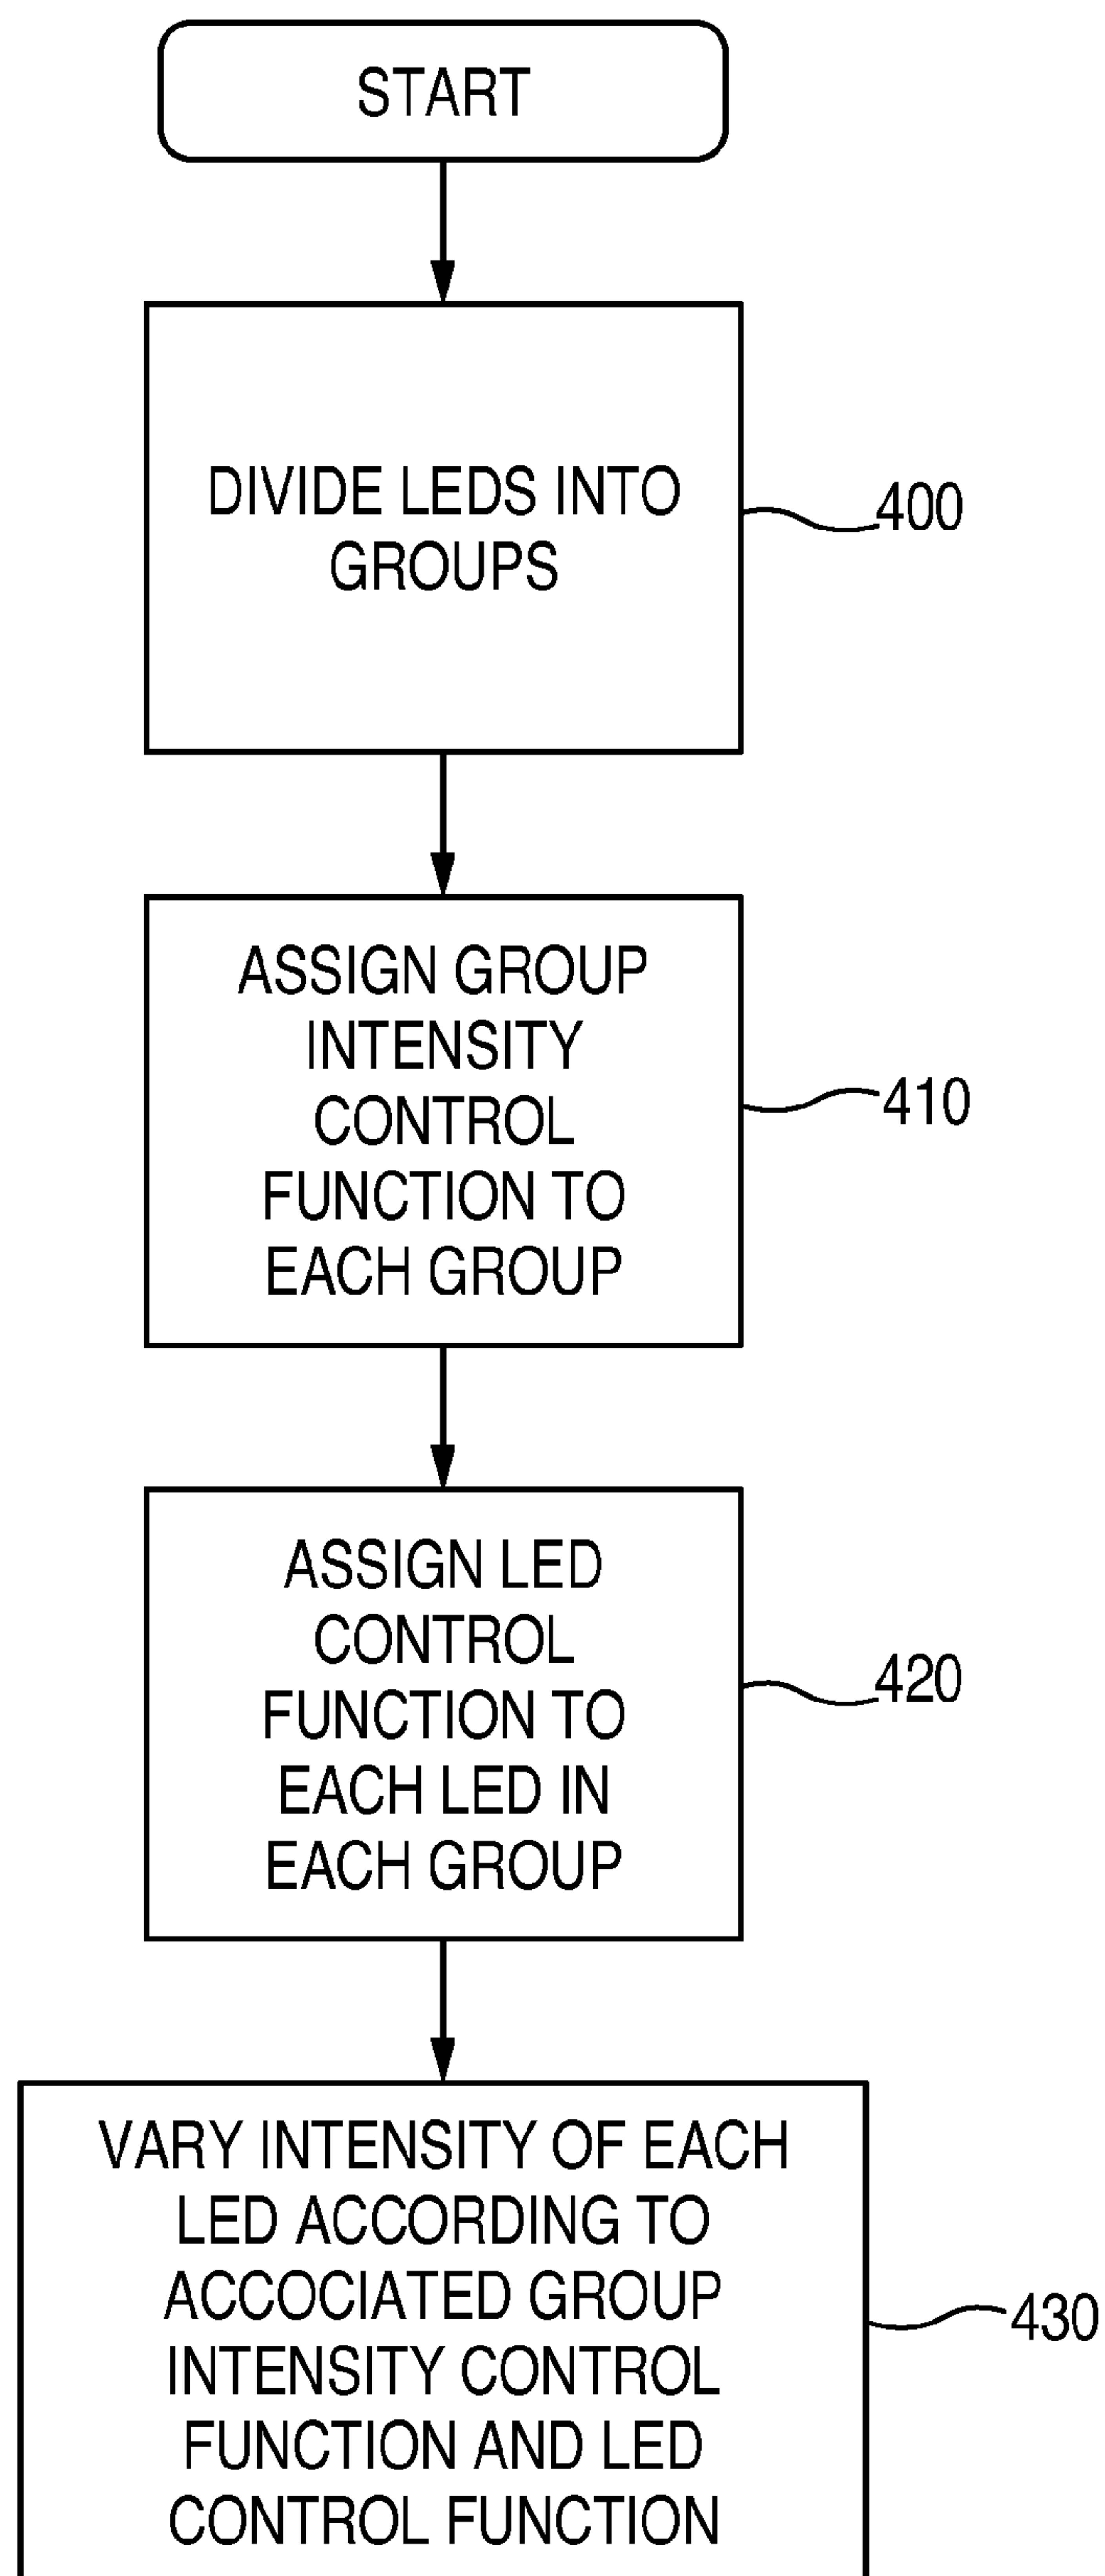 START
DIVIDE LEDS INTO
GROUPS
400
ASSIGN GROUP
INTENSITY
CONTROL
FUNCTION TO
EACH GROUP
410
ASSIGN LED
CONTROL
FUNCTION TO
EACH LED IN
EACH GROUP
420
VARY INTENSITY OF EACH
LED ACCORDING TO
ACCOCIATED GROUP
INTENSITY CONTROL
FUNCTION AND LED
CONTROL FUNCTION
430